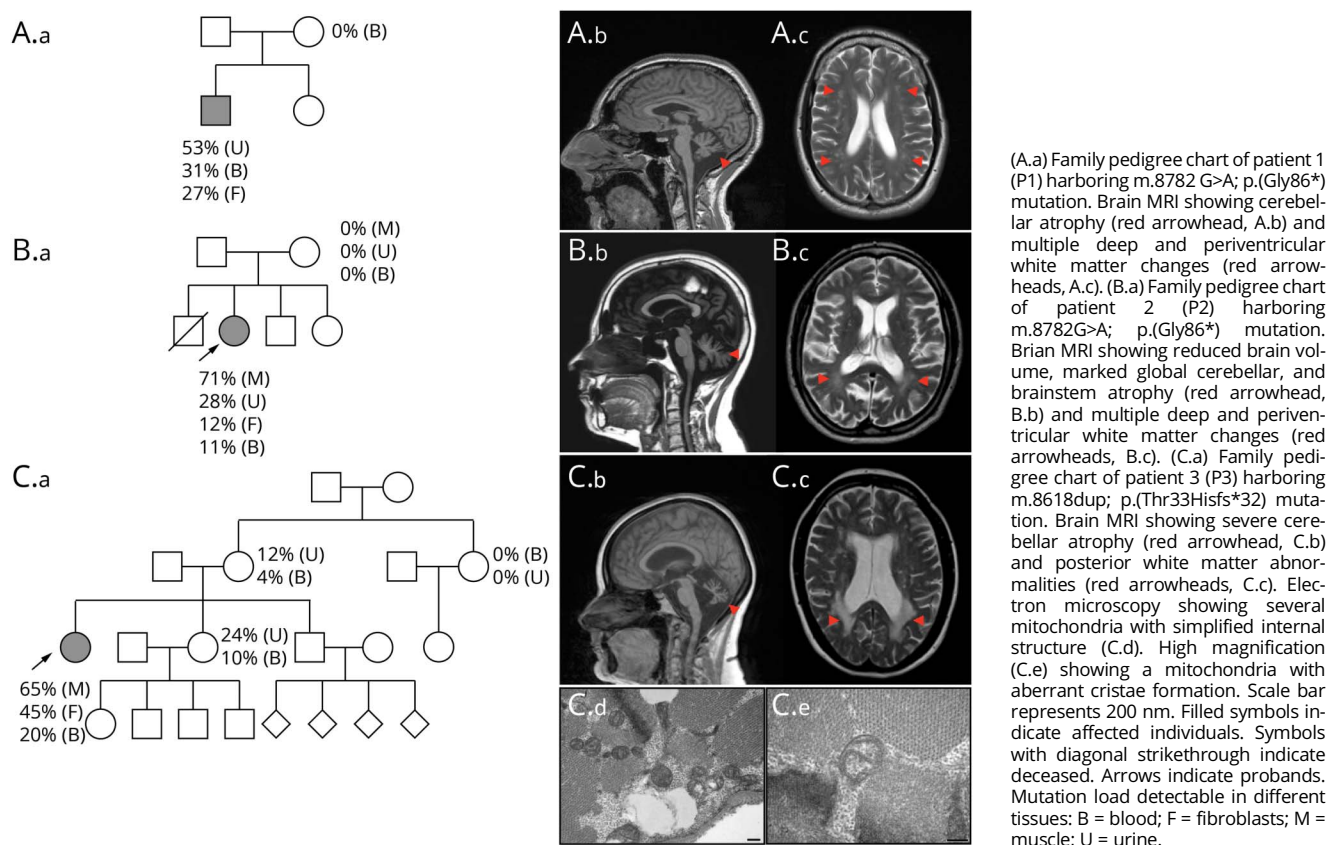 A.a
0% (B)
53% (U)
31% (B)
27% (F)
B.a
0% (M)
0% (U)
0% (B)
71% (M)
28% (U)
12% (F)
11% (B)
C.a
12% (U)
4% (B)
0% (B)
0% (U)
24% (U)
10% (B)
65% (M)
45% (F)
20% (B)
A.b
A.c
B.b
B.c
C.b
C.c
C.d
C.e
(A.a) Family pedigree chart of patient 1
(P1) harboring m.8782 G>A; p.(Gly86*)
mutation. Brain MRI showing cerebel-
lar atrophy (red arrowhead, A.b) and
multiple deep and periventricular
white matter changes (red arrow-
heads, A.c). (B.a) Family pedigree chart
of patient 2 (P2) harboring
m.8782G>A; p.(Gly86*) mutation.
Brian MRI showing reduced brain vol-
ume, marked global cerebellar, and
brainstem atrophy (red arrowhead,
B.b) and multiple deep and periven-
tricular white matter changes (red
arrowheads, B.c). (C.a) Family pedi-
gree chart of patient 3 (P3) harboring
m.8618dup; p.(Thr33Hisfs*32) muta-
tion. Brain MRI showing severe cere-
bellar atrophy (red arrowhead, C.b)
and posterior white matter abnor-
malities (red arrowheads, C.c). Elec-
tron microscopy showing several
mitochondria with simplified internal
structure (C.d). High magnification
(C.e) showing a mitochondria with
aberrant cristae formation. Scale bar
represents 200 nm. Filled symbols in-
dicate affected individuals. Symbols
with diagonal strikethrough indicate
deceased. Arrows indicate probands.
Mutation load detectable in different
tissues: B = blood; F = fibroblasts; M =
muscle; U = urine.